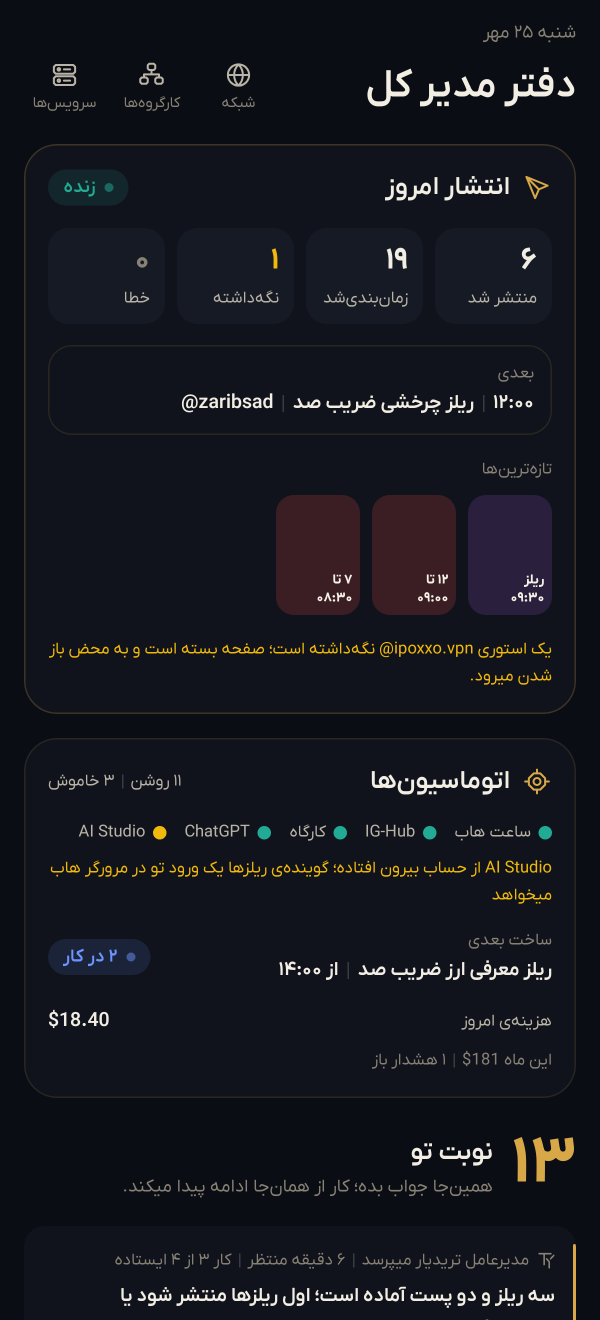 شنبه ۲۵ مهر
دفتر مدیر کل
شبکه
کارگروه‌ها
سرویس‌ها
انتشار امروز
زنده
۶
منتشر شد
۱۹
زمان‌بندی‌شد
۱
نگه‌داشته
۰
خطا
بعدی
۱۲:۰۰ | ریلز چرخشی ضریب صد | @zaribsad
تازه‌ترین‌ها
ریلز
۰۹:۳۰
۱۲ تا
۰۹:۰۰
۷ تا
۰۸:۳۰
یک استوری @ipoxxo.vpn نگه‌داشته است؛ صفحه بسته است و به محض باز
شدن میرود.
اتوماسیون‌ها
۱۱ روشن | ۳ خاموش
ساعت هاب
IG-Hub
کارگاه
ChatGPT
AI Studio
AI Studio از حساب بیرون افتاده؛ گوینده‌ی ریلزها یک ورود تو در مرورگر هاب
میخواهد
ساخت بعدی
ریلز معرفی ارز ضریب صد | از ۱۴:۰۰
۲ در کار
هزینه‌ی امروز
$18.40
این ماه $181 | ۱ هشدار باز
۱۳
نوبت تو
همین‌جا جواب بده؛ کار از همان‌جا ادامه پیدا میکند.
مدیرعامل تریدیار میپرسد | ۶ دقیقه منتظر | کار ۳ از ۴ ایستاده
سه ریلز و دو پست آماده است؛ اول ریلزها منتشر شود یا